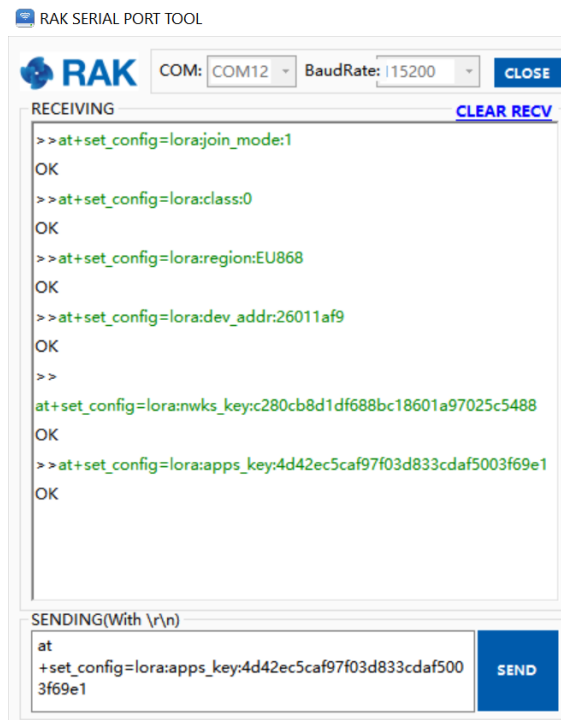 RAK SERIAL PORT TOOL
RAK COM: COM12 BaudRate: 115200 CLOSE
RECEIVING CLEAR RECV
>>at+set_config=lora:join_mode:1
OK
>>at+set_config=lora:class:0
OK
>>at+set_config=lora:region:EU868
OK
>>at+set_config=lora:dev_addr:26011af9
OK
>>
at+set_config=lora:nwks_key:c280cb8d1df688bc18601a97025c5488
OK
>>at+set_config=lora:apps_key:4d42ec5caf97f03d833cdaf5003f69e1
OK
SENDING(With \r\n)
at
+set_config=lora:apps_key:4d42ec5caf97f03d833cdaf500
3f69e1
SEND